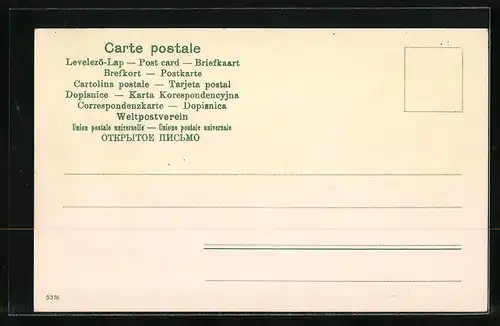 Carte postale
Levelező-Lap — Post card — Briefkaart
Brefkort — Postkarte
Cartolina postale — Tarjeta postal
Dopisnice — Karta Korespondencyjna
Correspondenzkarte — Dopisnica
Weltpostverein
Union postale universelle — Unione postale universale
ОТКРЫТОЕ ПИСЬМО
5376